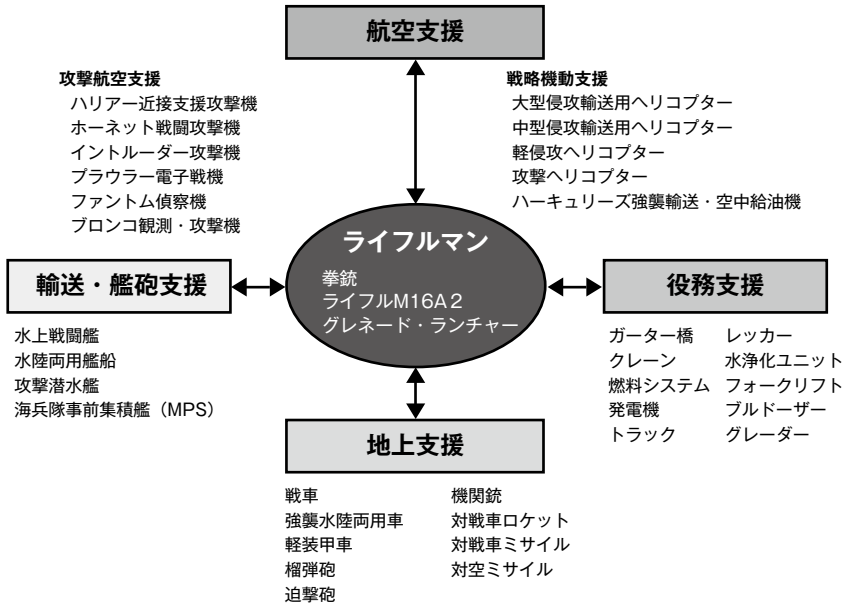 航空支援
攻撃航空支援
ハリアー近接支援攻撃機
ホーネット戦闘攻撃機
イントルーダー攻撃機
プラウラー電子戦機
ファントム偵察機
ブロンコ観測・攻撃機
戦略機動支援
大型侵攻輸送用ヘリコプター
中型侵攻輸送用ヘリコプター
軽侵攻ヘリコプター
攻撃ヘリコプター
ハーキュリーズ強襲輸送・空中給油機
ライフルマン
拳銃
ライフルM16A２
グレネード・ランチャー
輸送・艦砲支援
水上戦闘艦
水陸両用艦船
攻撃潜水艦
海兵隊事前集積艦（MPS）
役務支援
ガーター橋
クレーン
燃料システム
発電機
トラック
レッカー
水浄化ユニット
フォークリフト
ブルドーザー
グレーダー
地上支援
戦車
強襲水陸両用車
軽装甲車
榴弾砲
迫撃砲
機関銃
対戦車ロケット
対戦車ミサイル
対空ミサイル